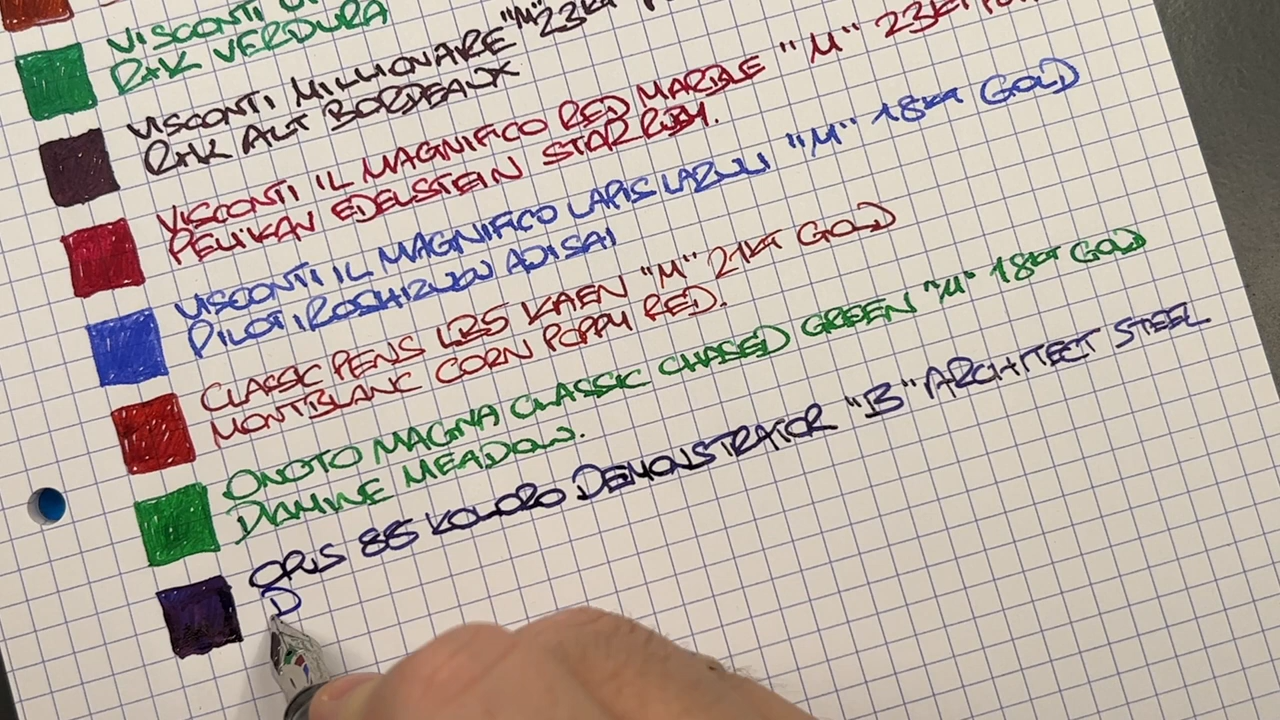 VISCONTI
R+K VERDURA
VISCONTI MILLIONARE "M" 23KT
R+K ALT BORDEAUX
VISCONTI IL MAGNIFICO RED MARBLE "M" 23KT
PELIKAN EDELSTEIN STAR RUBY.
VISCONTI IL MAGNIFICO LAPIS LAZULI "M" 18KT GOLD
PILOT IROSHIZUKU AJISAI
CLASSIC PENS LB5 KAEN "M" 21KT GOLD
MONTBLANC CORN POPPY RED.
ONOTO MAGNA CLASSIC CHASED GREEN "M" 18KT GOLD
DIAMINE MEADOW.
OPUS 88 KOLORO DEMONSTRATOR "B" ARCHITECT STEEL
D